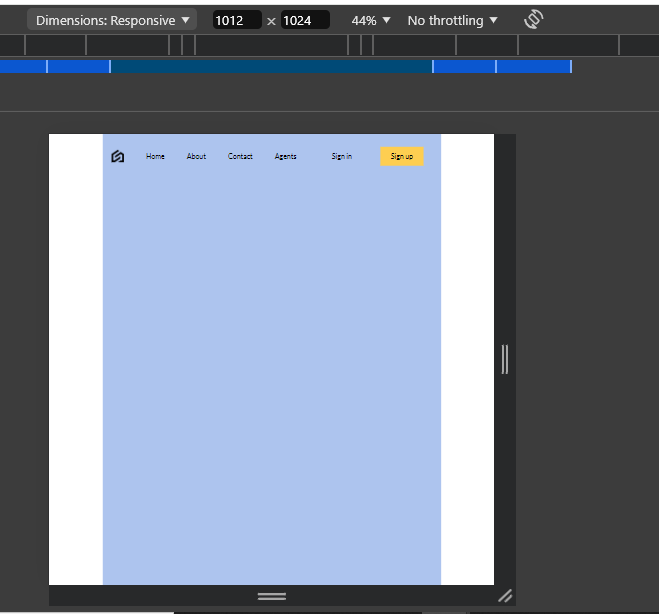 Dimensions: Responsive 1012 x 1024 44% No throttling
Home About Contact Agents Sign in Sign up